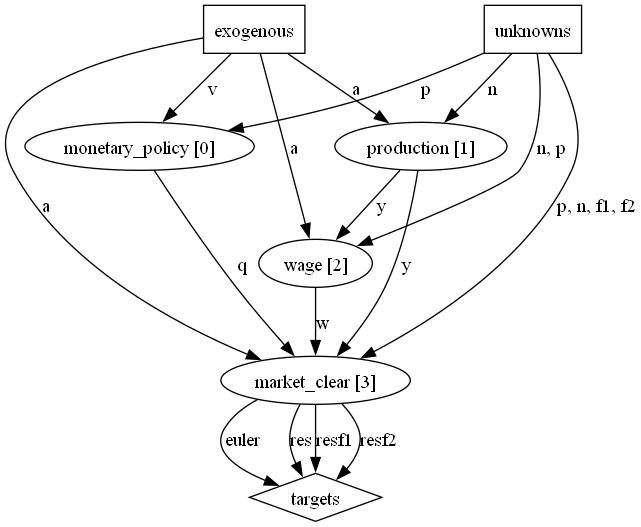 exogenous
unknowns
v
a
p
n
monetary_policy [0]
production [1]
a
n, p
y
a
p, n, f1, f2
q
wage [2]
y
w
market_clear [3]
euler
res
resf1
resf2
targets